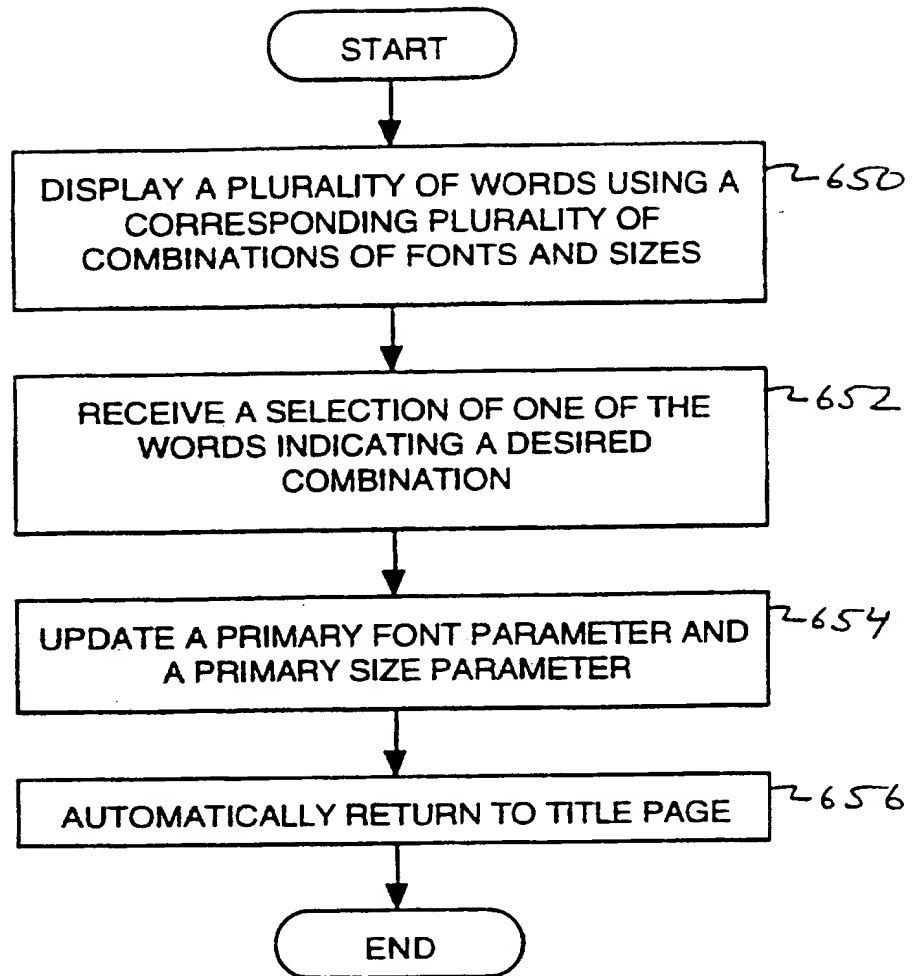 START
DISPLAY A PLURALITY OF WORDS USING A
CORRESPONDING PLURALITY OF
COMBINATIONS OF FONTS AND SIZES
650
RECEIVE A SELECTION OF ONE OF THE
WORDS INDICATING A DESIRED
COMBINATION
652
UPDATE A PRIMARY FONT PARAMETER AND
A PRIMARY SIZE PARAMETER
654
AUTOMATICALLY RETURN TO TITLE PAGE
656
END